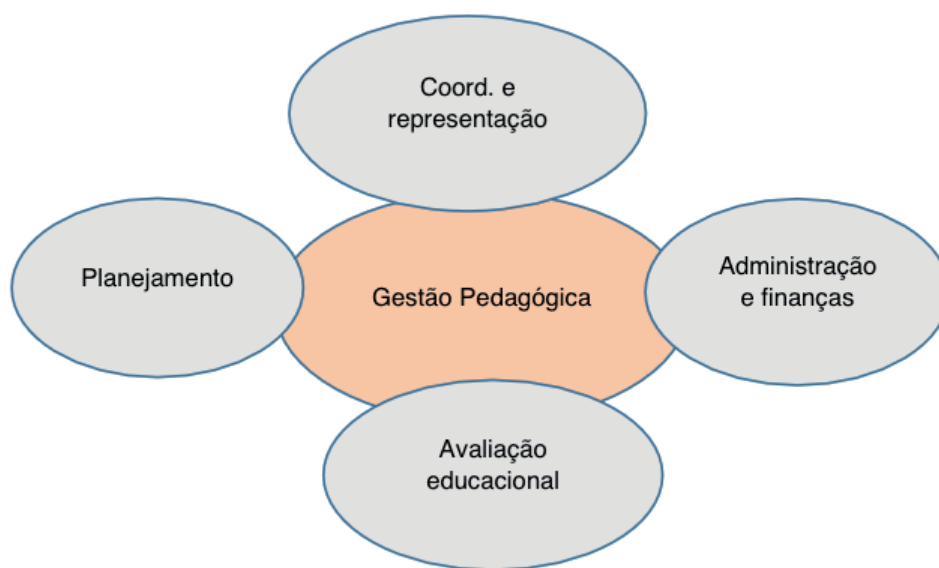 Coord. e
representação
Planejamento
Gestão Pedagógica
Administração
e finanças
Avaliação
educacional